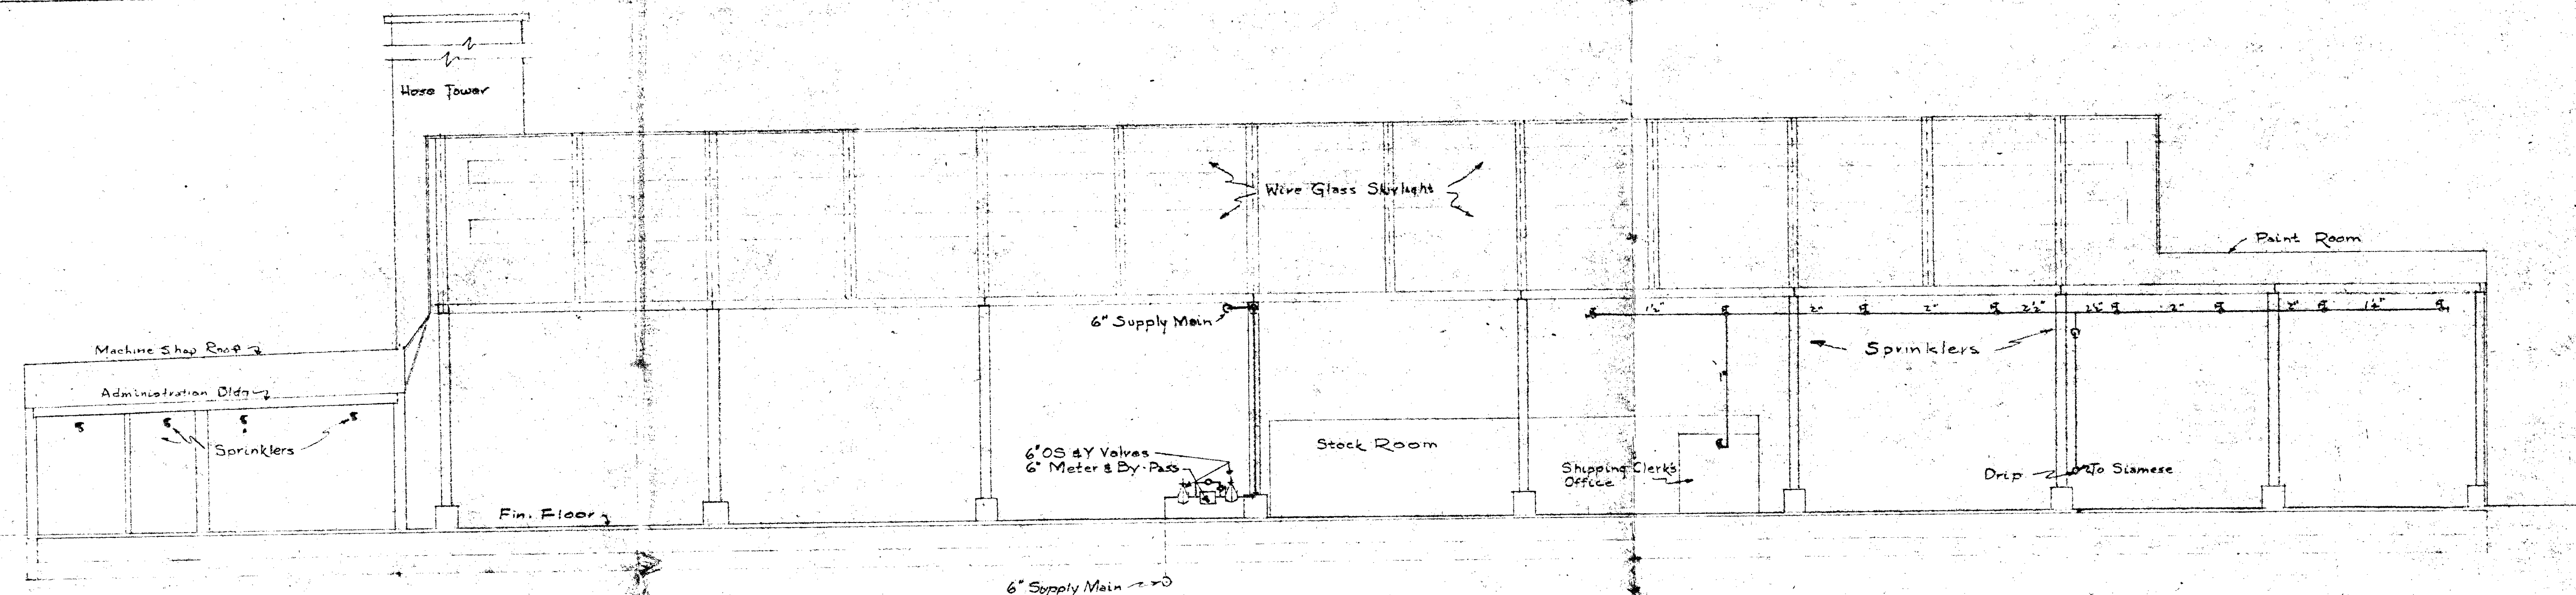 Hose Tower
Wire Glass Skylight
Paint Room
6" Supply Main
1½" 2" 2" 2½" 2½" 2" 2" 1¼"
Machine Shop Roof
Sprinklers
Administration Bldg
Sprinklers
Stock Room
6" OS & Y Valves
6" Meter & By-Pass
Shipping Clerk's
Office
Drip
To Siamese
Fin. Floor
6" Supply Main